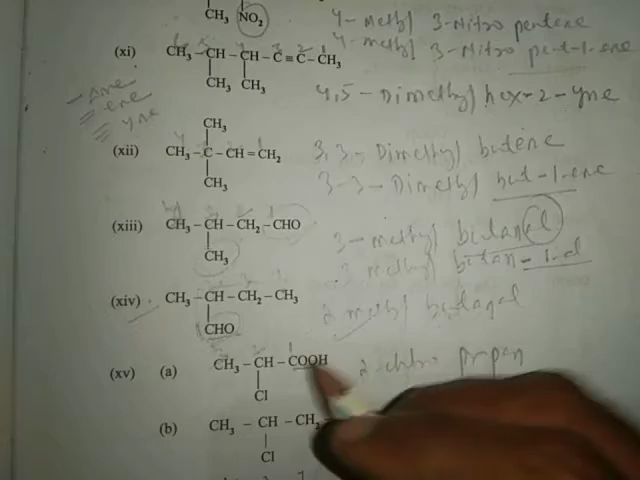 CH₃ NO₂ 4-methyl 3-Nitro pentene
4-methyl 3-Nitro pent-1-ene
(xi) CH₃ – CH – CH – C ≡ C – CH₃
CH₃ CH₃
4,5-Dimethyl hex-2-yne
ane
ene
yne
CH₃
(xii) CH₃ – C – CH = CH₂ 3,3-Dimethyl butene
CH₃ 3-3-Dimethyl but-1-ene
(xiii) CH₃ – CH – CH₂ – CHO 3-methyl butanal
CH₃ 3 methyl butan-1-al
(xiv) CH₃ – CH – CH₂ – CH₃ 2 methyl butanal
CHO
(xv) (a) CH₃ – CH – COOH 2-chloro propan
Cl
(b) CH₃ – CH – CH₂
Cl